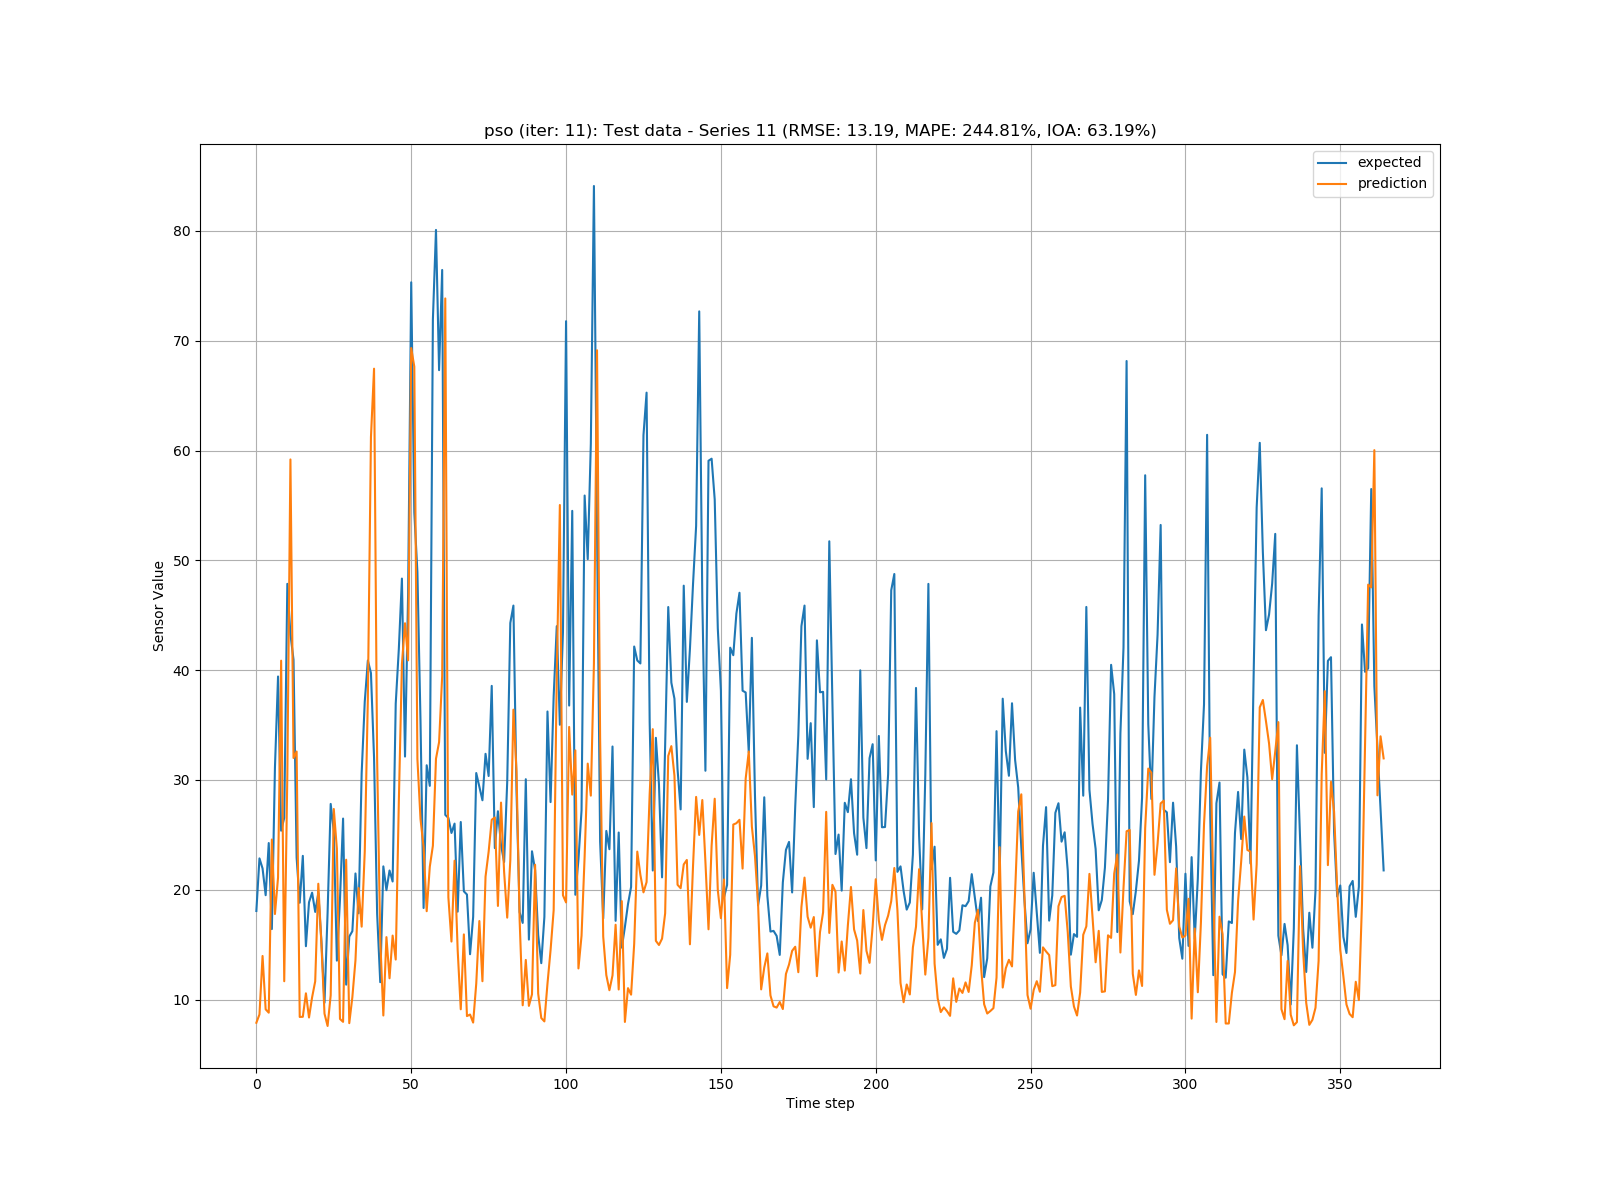 pso (iter: 11): Test data - Series 11 (RMSE: 13.19, MAPE: 244.81%, IOA: 63.19%)
expected
prediction
80
70
60
50
40
30
20
10
Sensor Value
0 50 100 150 200 250 300 350
Time step